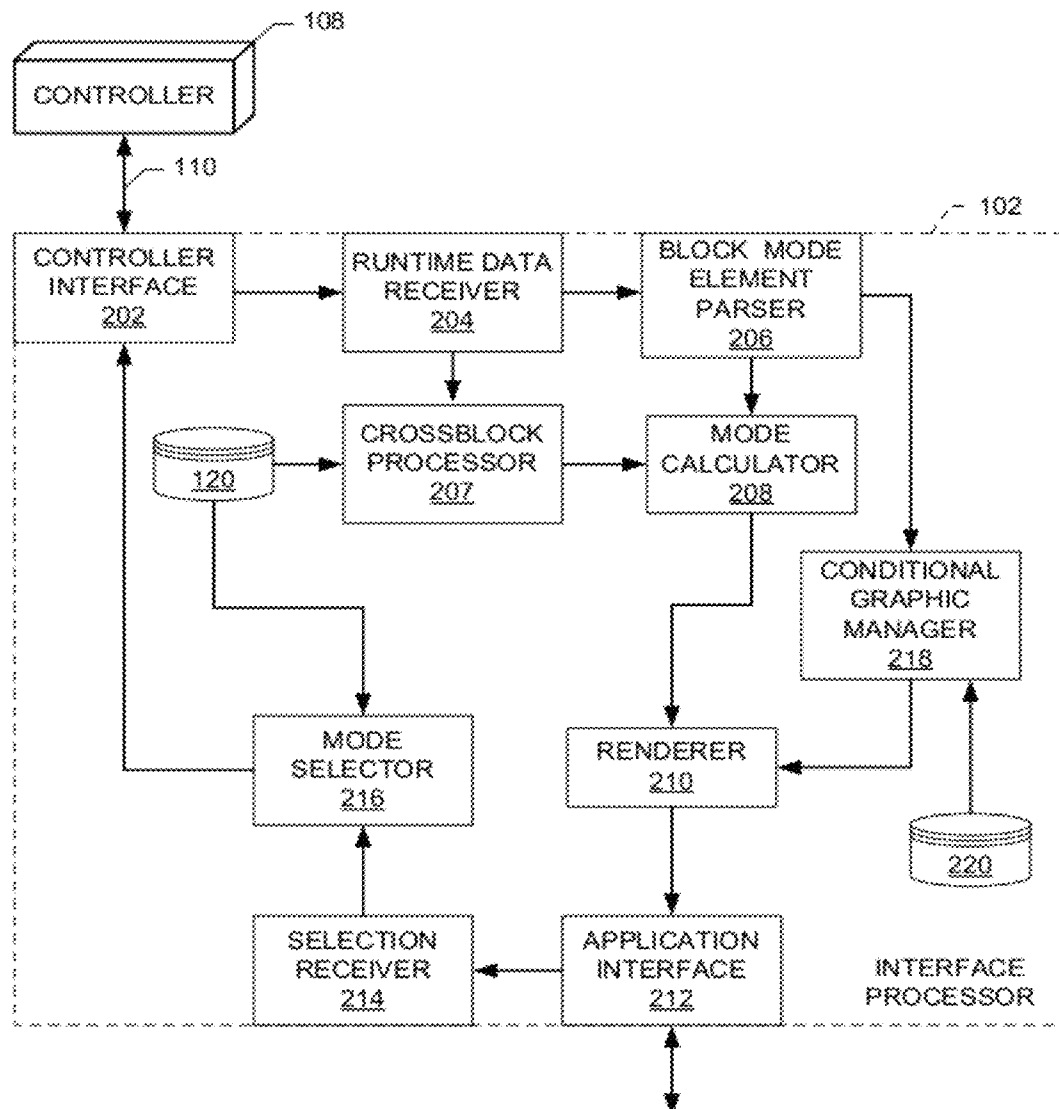 108
CONTROLLER
110
102
CONTROLLER
INTERFACE
202
RUNTIME DATA
RECEIVER
204
BLOCK MODE
ELEMENT
PARSER
206
CROSSBLOCK
PROCESSOR
207
MODE
CALCULATOR
208
120
CONDITIONAL
GRAPHIC
MANAGER
218
MODE
SELECTOR
216
RENDERER
210
220
SELECTION
RECEIVER
214
APPLICATION
INTERFACE
212
INTERFACE
PROCESSOR